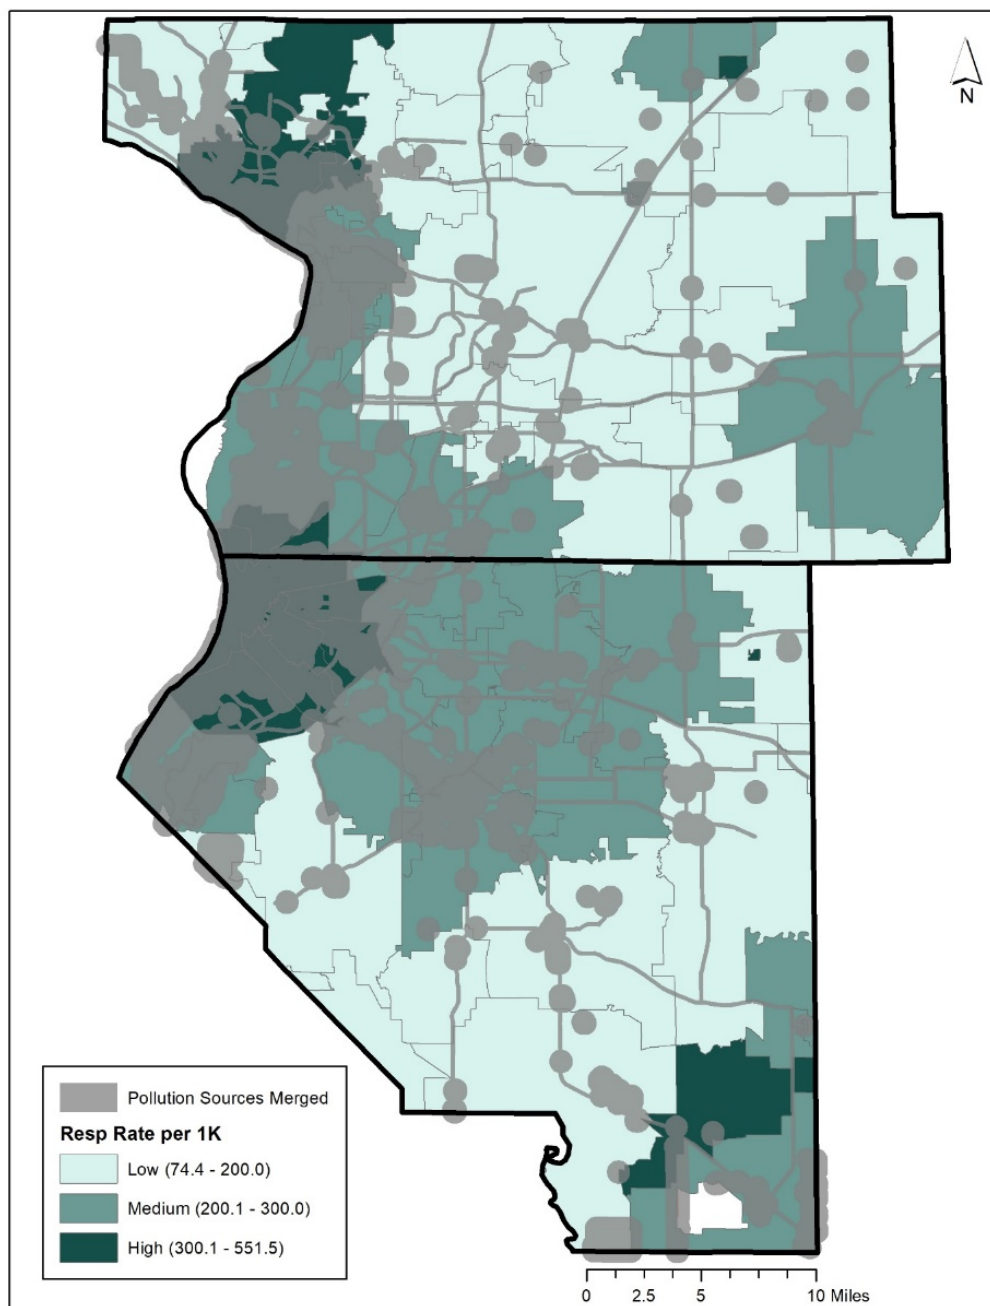 N
Pollution Sources Merged
Resp Rate per 1K
Low (74.4 - 200.0)
Medium (200.1 - 300.0)
High (300.1 - 551.5)
0 2.5 5 10 Miles